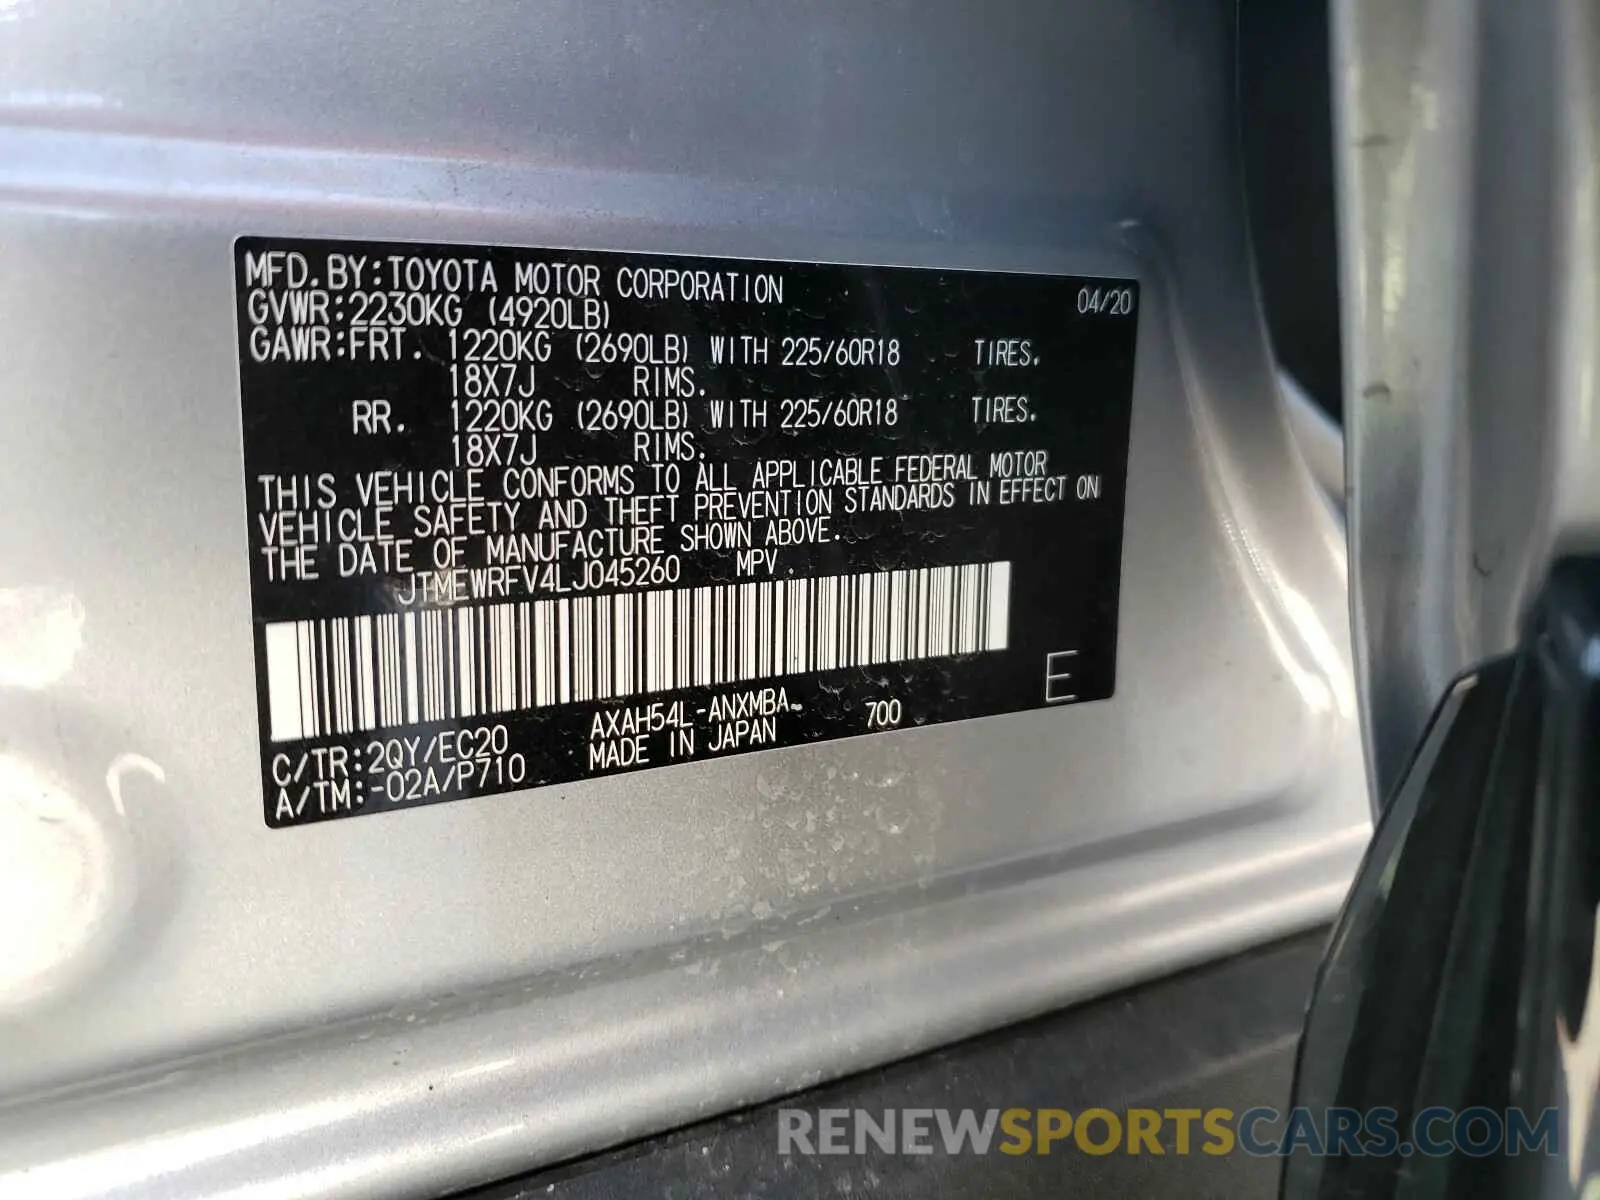 MFD.BY:TOYOTA MOTOR CORPORATION 04/20
GVWR:2230KG (4920LB)
GAWR:FRT. 1220KG (2690LB) WITH 225/60R18 TIRES.
18X7J RIMS.
RR. 1220KG (2690LB) WITH 225/60R18 TIRES.
18X7J RIMS.
THIS VEHICLE CONFORMS TO ALL APPLICABLE FEDERAL MOTOR
VEHICLE SAFETY AND THEFT PREVENTION STANDARDS IN EFFECT ON
THE DATE OF MANUFACTURE SHOWN ABOVE.
JTMEWRFV4LJ045260 MPV
E
C/TR:2QY/EC20 AXAH54L-ANXMBA 700
A/TM:-02A/P710 MADE IN JAPAN
RENEWSPORTSCARS.COM